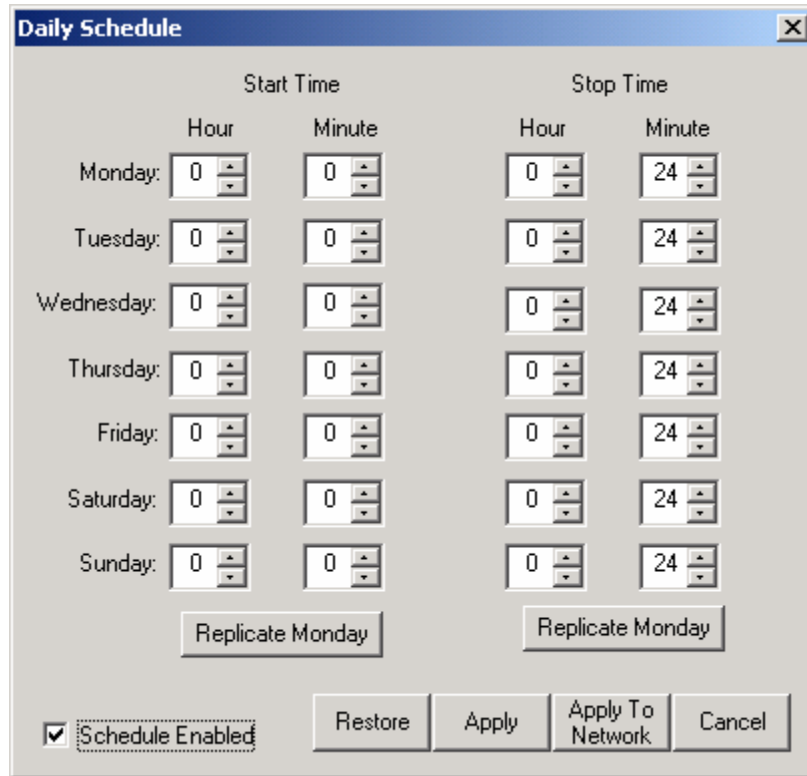 Daily Schedule
Start Time Stop Time
Hour Minute Hour Minute
Monday: 0 0 0 24
Tuesday: 0 0 0 24
Wednesday: 0 0 0 24
Thursday: 0 0 0 24
Friday: 0 0 0 24
Saturday: 0 0 0 24
Sunday: 0 0 0 24
Replicate Monday Replicate Monday
Schedule Enabled Restore Apply Apply To Network Cancel